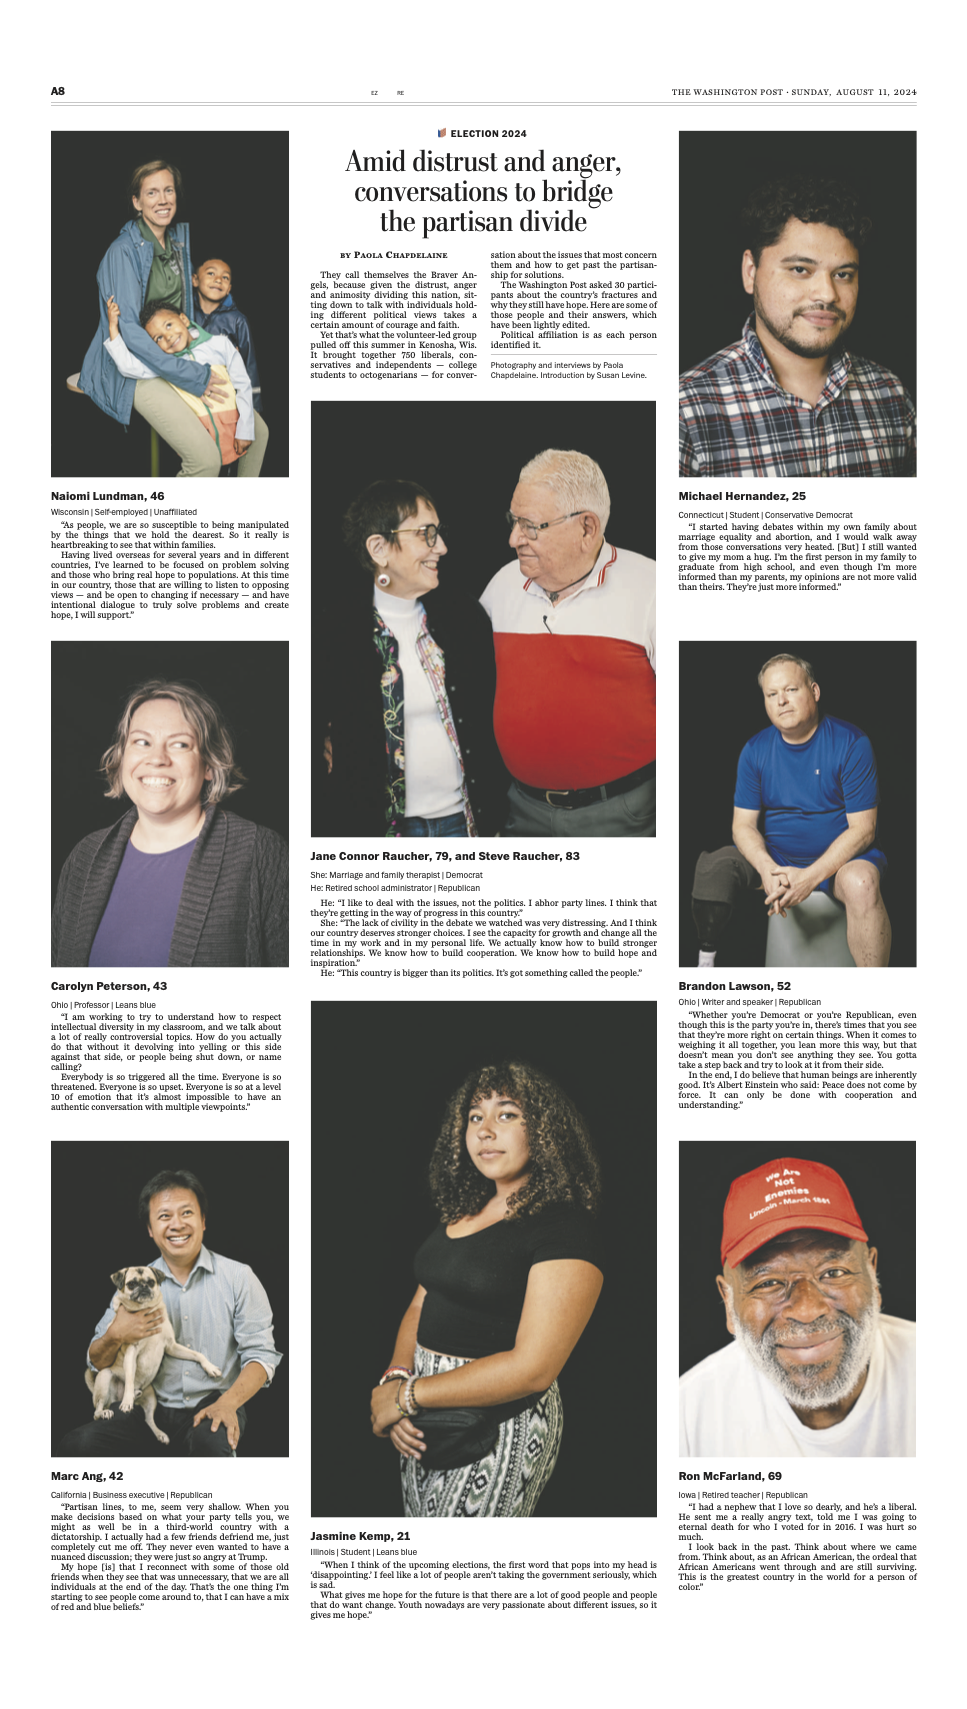 A8
EZ RE
THE WASHINGTON POST · SUNDAY, AUGUST 11, 2024
ELECTION 2024
Amid distrust and anger,
conversations to bridge
the partisan divide
BY PAOLA CHAPDELAINE
They call themselves the Braver An-
gels, because given the distrust, anger
and animosity dividing this nation, sit-
ting down to talk with individuals hold-
ing different political views takes a
certain amount of courage and faith.
Yet that's what the volunteer-led group
pulled off this summer in Kenosha, Wis.
It brought together 750 liberals, con-
servatives and independents — college
students to octogenarians — for conver-
sation about the issues that most concern
them and how to get past the partisan-
ship for solutions.
The Washington Post asked 30 partici-
pants about the country's fractures and
why they still have hope. Here are some of
those people and their answers, which
have been lightly edited.
Political affiliation is as each person
identified it.
Photography and interviews by Paola
Chapdelaine. Introduction by Susan Levine.
Naiomi Lundman, 46
Wisconsin | Self-employed | Unaffiliated
“As people, we are so susceptible to being manipulated
by the things that we hold the dearest. So it really is
heartbreaking to see that within families.
Having lived overseas for several years and in different
countries, I've learned to be focused on problem solving
and those who bring real hope to populations. At this time
in our country, those that are willing to listen to opposing
views — and be open to changing if necessary — and have
intentional dialogue to truly solve problems and create
hope, I will support.”
Michael Hernandez, 25
Connecticut | Student | Conservative Democrat
“I started having debates within my own family about
marriage equality and abortion, and I would walk away
from those conversations very heated. [But] I still wanted
to give my mom a hug. I'm the first person in my family to
graduate from high school, and even though I'm more
informed than my parents, my opinions are not more valid
than theirs. They're just more informed.”
Jane Connor Raucher, 79, and Steve Raucher, 83
She: Marriage and family therapist | Democrat
He: Retired school administrator | Republican
He: “I like to deal with the issues, not the politics. I abhor party lines. I think that
they're getting in the way of progress in this country.”
She: “The lack of civility in the debate we watched was very distressing. And I think
our country deserves stronger choices. I see the capacity for growth and change all the
time in my work and in my personal life. We actually know how to build stronger
relationships. We know how to build cooperation. We know how to build hope and
inspiration.”
He: “This country is bigger than its politics. It's got something called the people.”
Carolyn Peterson, 43
Ohio | Professor | Leans blue
“I am working to try to understand how to respect
intellectual diversity in my classroom, and we talk about
a lot of really controversial topics. How do you actually
do that without it devolving into yelling or this side
against that side, or people being shut down, or name
calling?
Everybody is so triggered all the time. Everyone is so
threatened. Everyone is so upset. Everyone is so at a level
10 of emotion that it's almost impossible to have an
authentic conversation with multiple viewpoints.”
Brandon Lawson, 52
Ohio | Writer and speaker | Republican
“Whether you're Democrat or you're Republican, even
though this is the party you're in, there's times that you see
that they're more right on certain things. When it comes to
weighing it all together, you lean more this way, but that
doesn't mean you don't see anything they see. You gotta
take a step back and try to look at it from their side.
In the end, I do believe that human beings are inherently
good. It's Albert Einstein who said: Peace does not come by
force. It can only be done with cooperation and
understanding.”
we Are
Not
Enemies
Lincoln - March 1861
Marc Ang, 42
California | Business executive | Republican
“Partisan lines, to me, seem very shallow. When you
make decisions based on what your party tells you, we
might as well be in a third-world country with a
dictatorship. I actually had a few friends defriend me, just
completely cut me off. They never even wanted to have a
nuanced discussion; they were just so angry at Trump.
My hope [is] that I reconnect with some of those old
friends when they see that was unnecessary, that we are all
individuals at the end of the day. That's the one thing I'm
starting to see people come around to, that I can have a mix
of red and blue beliefs.”
Jasmine Kemp, 21
Illinois | Student | Leans blue
“When I think of the upcoming elections, the first word that pops into my head is
‘disappointing.’ I feel like a lot of people aren't taking the government seriously, which
is sad.
What gives me hope for the future is that there are a lot of good people and people
that do want change. Youth nowadays are very passionate about different issues, so it
gives me hope.”
Ron McFarland, 69
Iowa | Retired teacher | Republican
“I had a nephew that I love so dearly, and he's a liberal.
He sent me a really angry text, told me I was going to
eternal death for who I voted for in 2016. I was hurt so
much.
I look back in the past. Think about where we came
from. Think about, as an African American, the ordeal that
African Americans went through and are still surviving.
This is the greatest country in the world for a person of
color.”